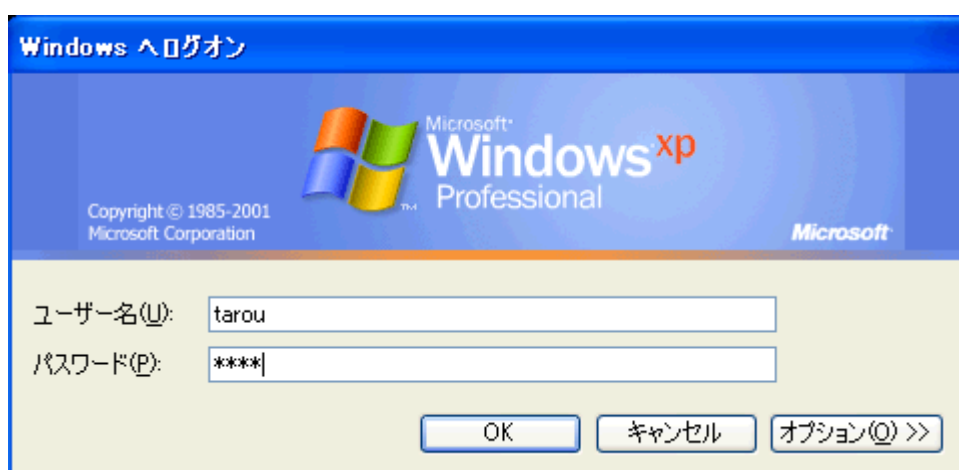 Windows へログオン
Microsoft
Windows xp
Professional
Copyright © 1985-2001
Microsoft Corporation
Microsoft
ユーザー名(U): tarou
パスワード(P): ****
OK キャンセル オプション(O) >>